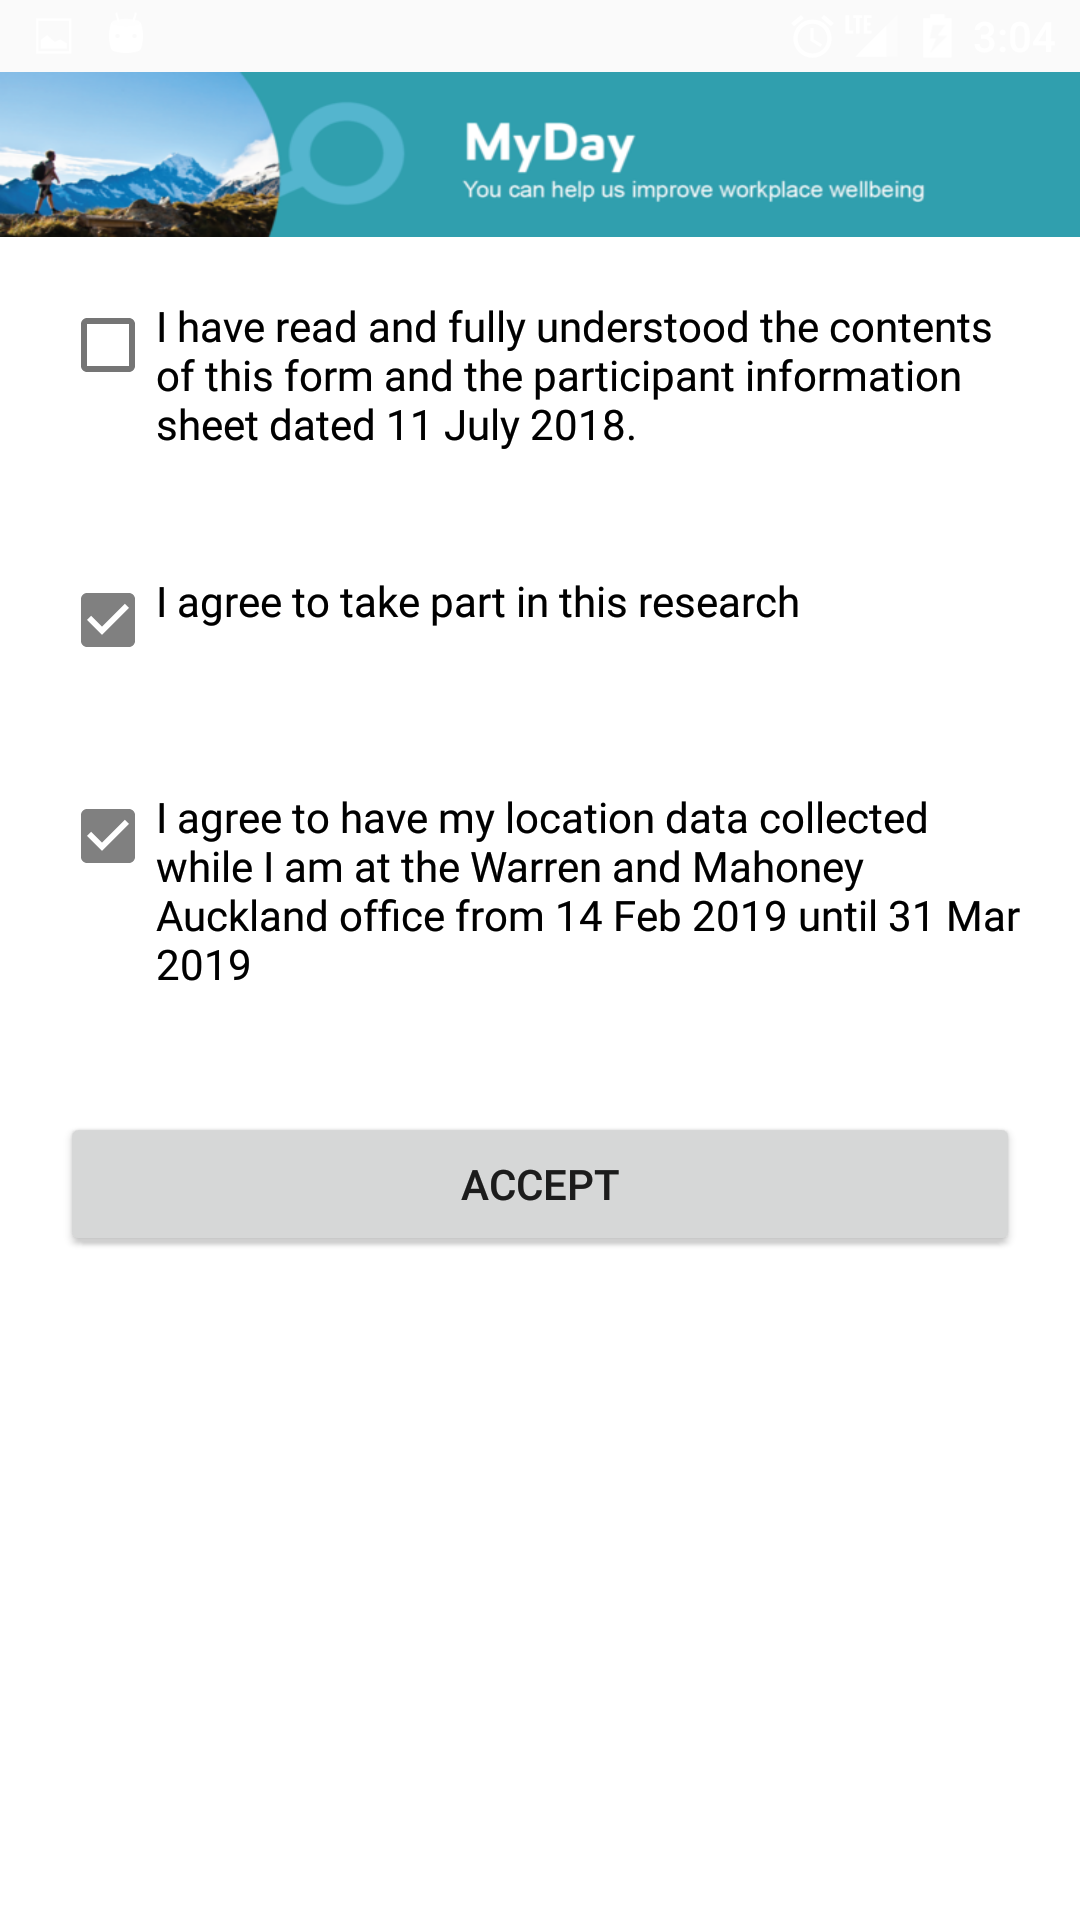 LTE 3:04
MyDay
You can help us improve workplace wellbeing
I have read and fully understood the contents
of this form and the participant information
sheet dated 11 July 2018.
I agree to take part in this research
I agree to have my location data collected
while I am at the Warren and Mahoney
Auckland office from 14 Feb 2019 until 31 Mar
2019
ACCEPT